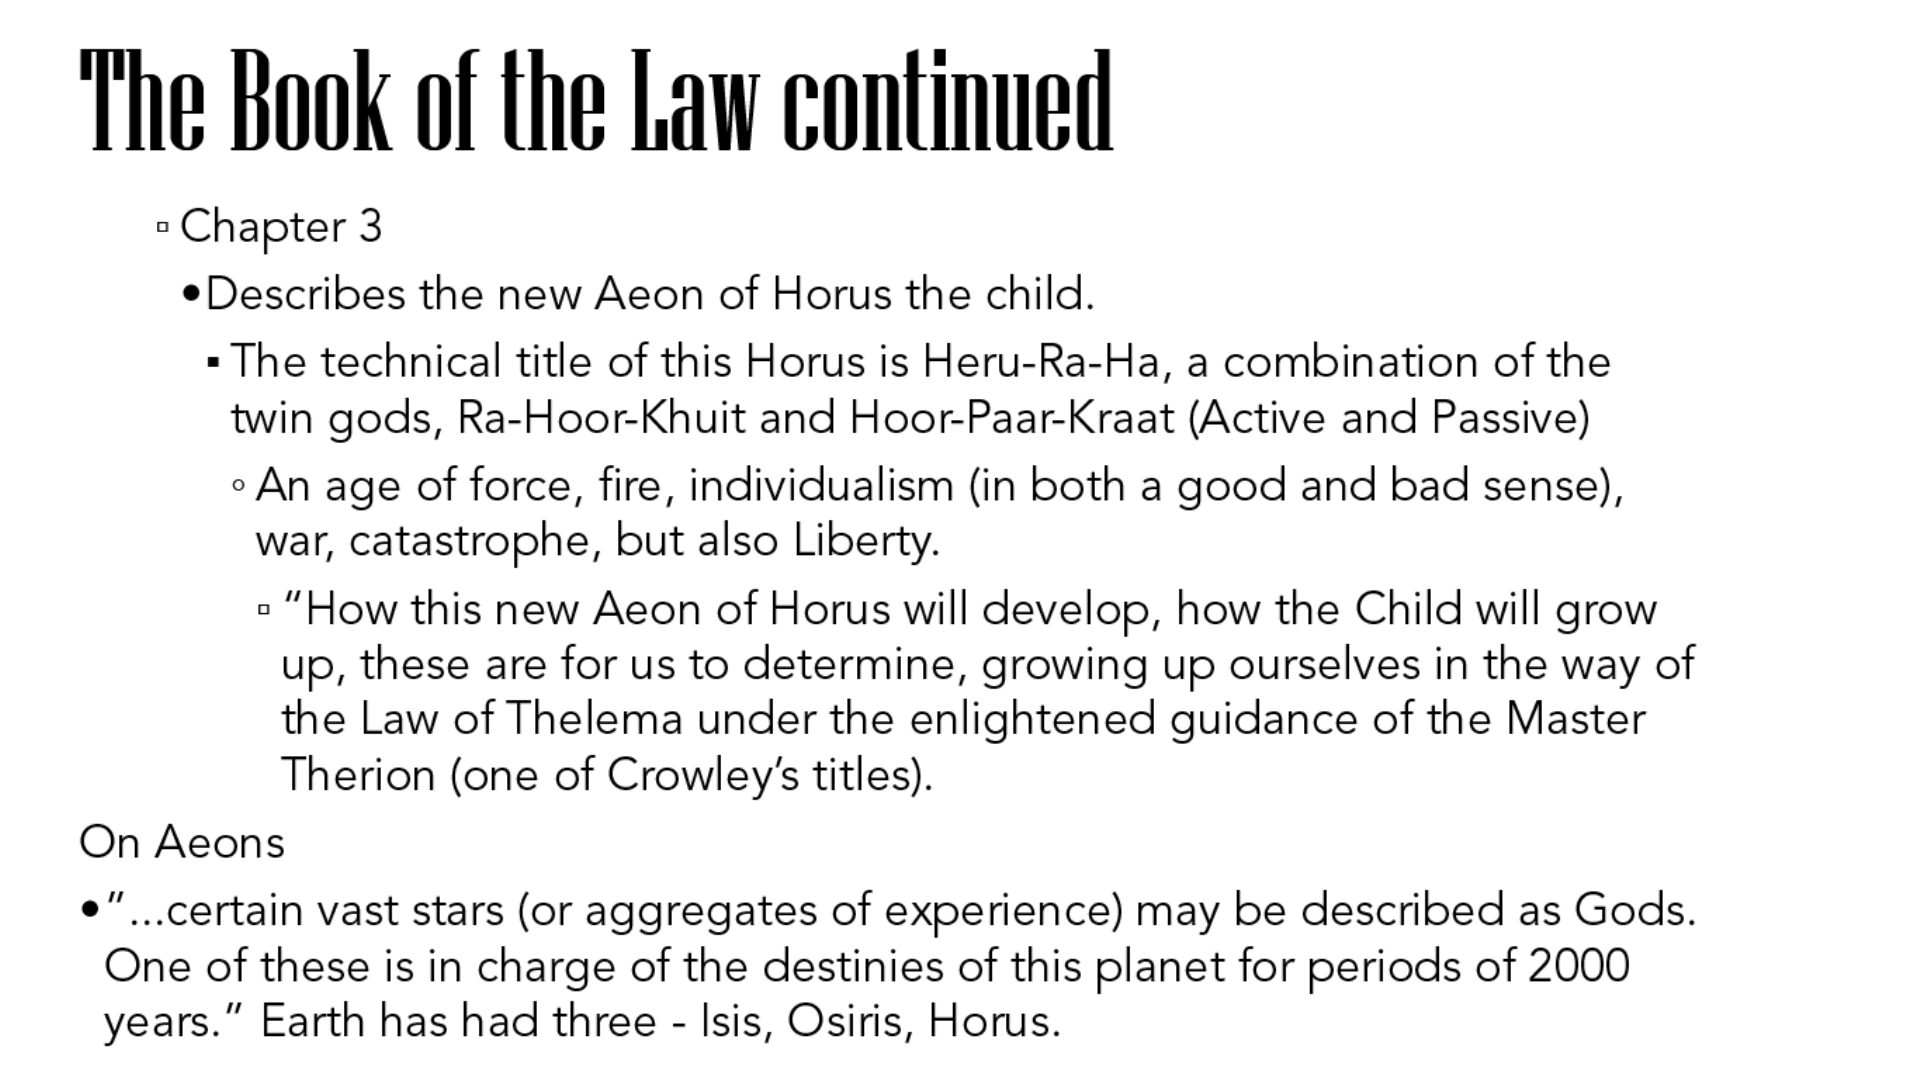 The Book of the Law continued
▫ Chapter 3
•Describes the new Aeon of Horus the child.
▪ The technical title of this Horus is Heru-Ra-Ha, a combination of the
twin gods, Ra-Hoor-Khuit and Hoor-Paar-Kraat (Active and Passive)
◦ An age of force, fire, individualism (in both a good and bad sense),
war, catastrophe, but also Liberty.
▫ “How this new Aeon of Horus will develop, how the Child will grow
up, these are for us to determine, growing up ourselves in the way of
the Law of Thelema under the enlightened guidance of the Master
Therion (one of Crowley’s titles).
On Aeons
•”...certain vast stars (or aggregates of experience) may be described as Gods.
One of these is in charge of the destinies of this planet for periods of 2000
years.” Earth has had three - Isis, Osiris, Horus.